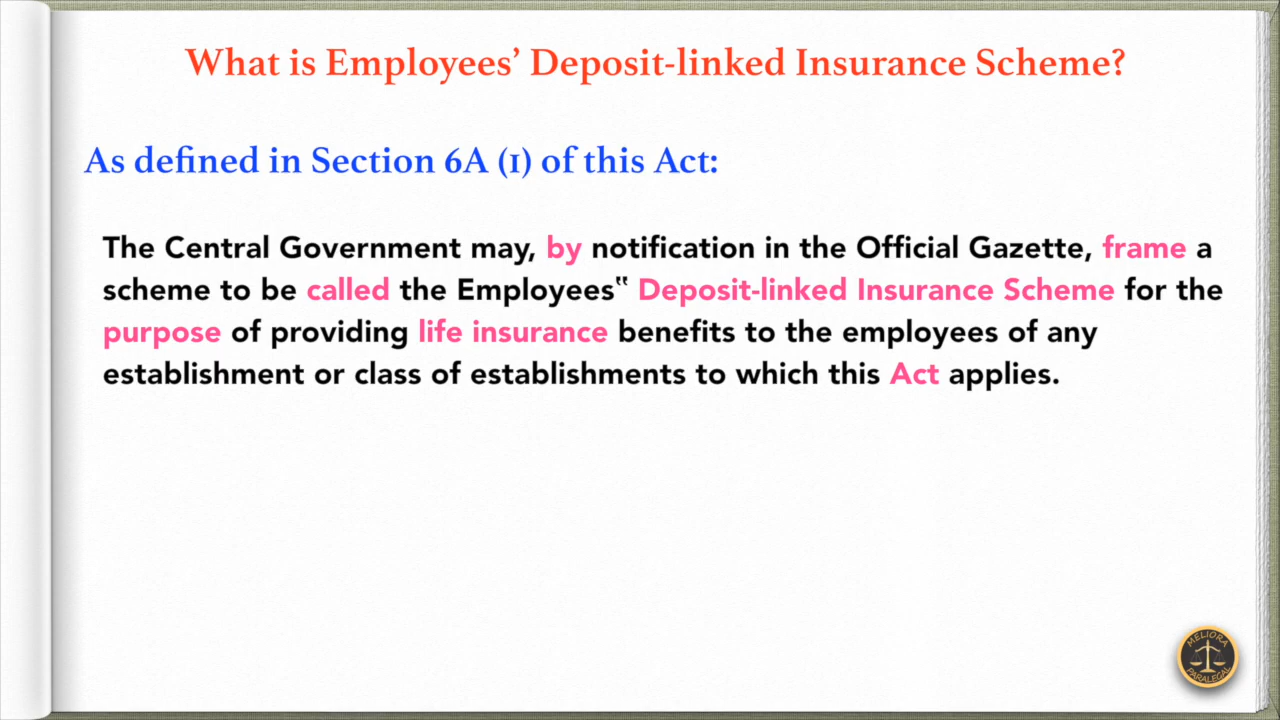 What is Employees’ Deposit-linked Insurance Scheme?
As defined in Section 6A (1) of this Act:
The Central Government may, by notification in the Official Gazette, frame a
scheme to be called the Employees‟ Deposit-linked Insurance Scheme for the
purpose of providing life insurance benefits to the employees of any
establishment or class of establishments to which this Act applies.
MELIORA
PARALEGAL